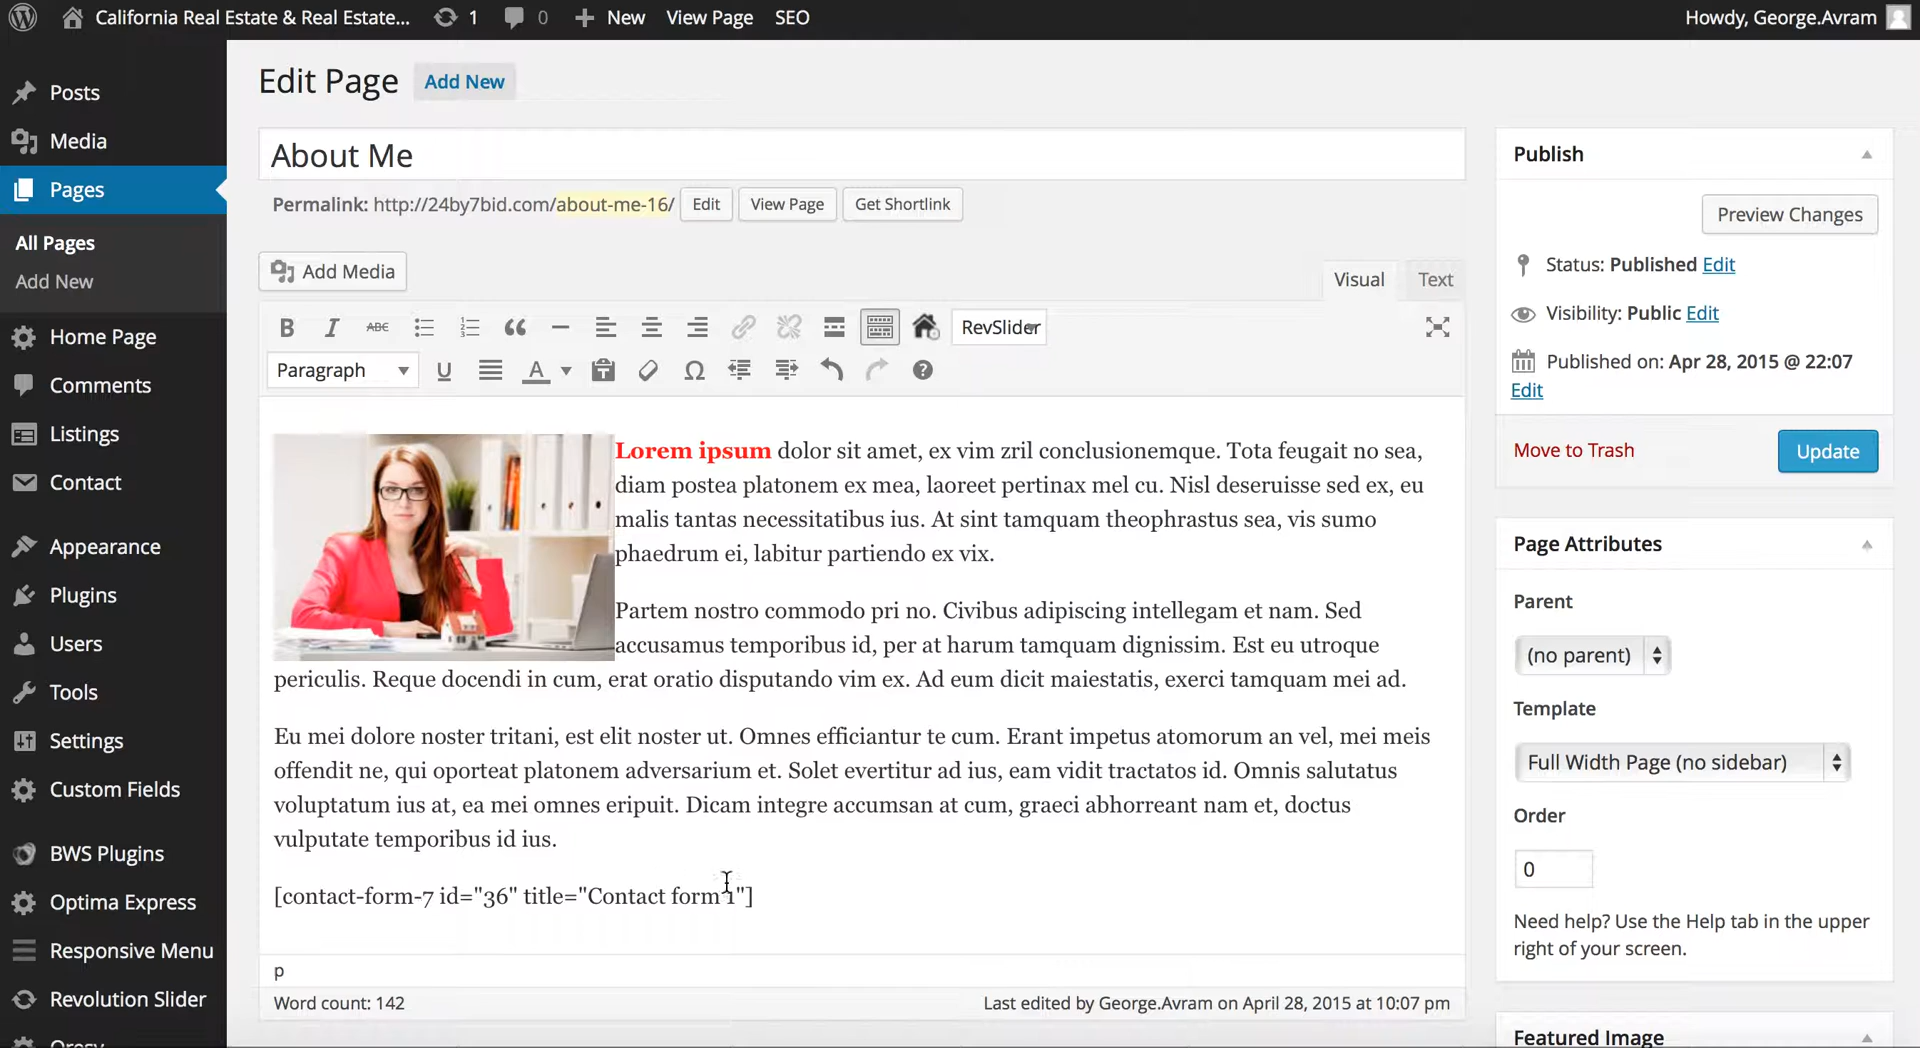 California Real Estate & Real Estate... 1 0 New View Page SEO Howdy, George.Avram
Posts
Media
Pages
All Pages
Add New
Home Page
Comments
Listings
Contact
Appearance
Plugins
Users
Tools
Settings
Custom Fields
BWS Plugins
Optima Express
Responsive Menu
Revolution Slider
Edit Page Add New
About Me
Permalink: http://24by7bid.com/about-me-16/ Edit View Page Get Shortlink
Add Media Visual Text
B I ABC RevSlider
Paragraph U A
Lorem ipsum dolor sit amet, ex vim zril conclusionemque. Tota feugait no sea,
diam postea platonem ex mea, laoreet pertinax mel cu. Nisl deseruisse sed ex, eu
malis tantas necessitatibus ius. At sint tamquam theophrastus sea, vis sumo
phaedrum ei, labitur partiendo ex vix.
Partem nostro commodo pri no. Civibus adipiscing intellegam et nam. Sed
accusamus temporibus id, per at harum tamquam dignissim. Est eu utroque
periculis. Reque docendi in cum, erat oratio disputando vim ex. Ad eum dicit maiestatis, exerci tamquam mei ad.
Eu mei dolore noster tritani, est elit noster ut. Omnes efficiantur te cum. Erant impetus atomorum an vel, mei meis
offendit ne, qui oporteat platonem adversarium et. Solet evertitur ad ius, eam vidit tractatos id. Omnis salutatus
voluptatum ius at, ea mei omnes eripuit. Dicam integre accumsan at cum, graeci abhorreant nam et, doctus
vulputate temporibus id ius.
[contact-form-7 id="36" title="Contact form 1"]
p
Word count: 142 Last edited by George.Avram on April 28, 2015 at 10:07 pm
Publish
Preview Changes
Status: Published Edit
Visibility: Public Edit
Published on: Apr 28, 2015 @ 22:07
Edit
Move to Trash Update
Page Attributes
Parent
(no parent)
Template
Full Width Page (no sidebar)
Order
0
Need help? Use the Help tab in the upper
right of your screen.
Featured Image